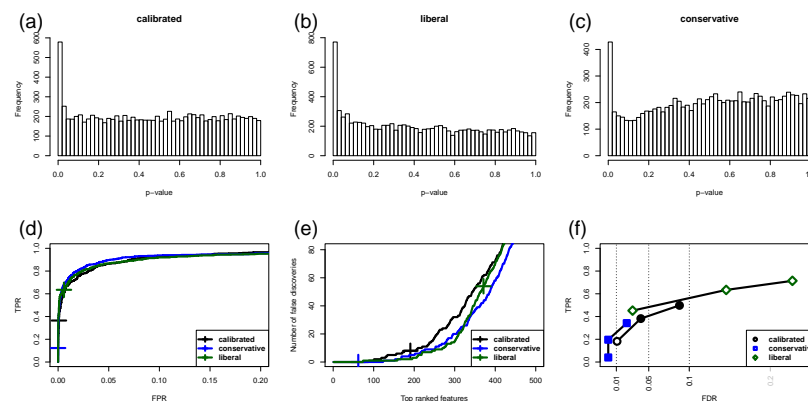 (a)
calibrated
Frequency
0 100 200 300 400 500 600
0.0 0.2 0.4 0.6 0.8 1.0
p−value
(b)
liberal
Frequency
0 200 400 600 800
0.0 0.2 0.4 0.6 0.8 1.0
p−value
(c)
conservative
Frequency
0 100 200 300 400
0.0 0.2 0.4 0.6 0.8 1.0
p−value
(d)
TPR
0.0 0.2 0.4 0.6 0.8 1.0
0.00 0.05 0.10 0.15 0.20
FPR
calibrated
conservative
liberal
(e)
Number of false discoveries
0 20 40 60 80
0 100 200 300 400 500
Top ranked features
calibrated
conservative
liberal
(f)
TPR
0.0 0.2 0.4 0.6 0.8 1.0
0.01 0.05 0.1 0.2
FDR
calibrated
conservative
liberal